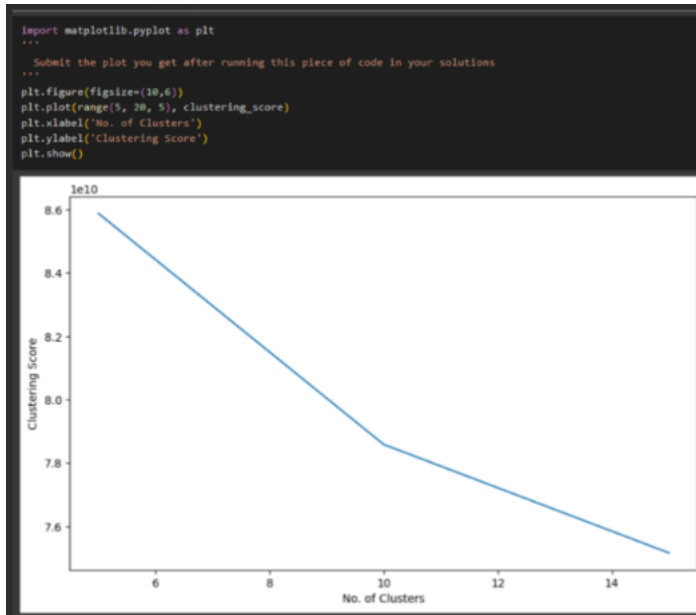 import matplotlib.pyplot as plt
'''
  Submit the plot you get after running this piece of code in your solutions
'''
plt.figure(figsize=(10,6))
plt.plot(range(5, 20, 5), clustering_score)
plt.xlabel('No. of Clusters')
plt.ylabel('Clustering Score')
plt.show()
1e10
8.6
8.4
8.2
8.0
7.8
7.6
Clustering Score
6 8 10 12 14
No. of Clusters